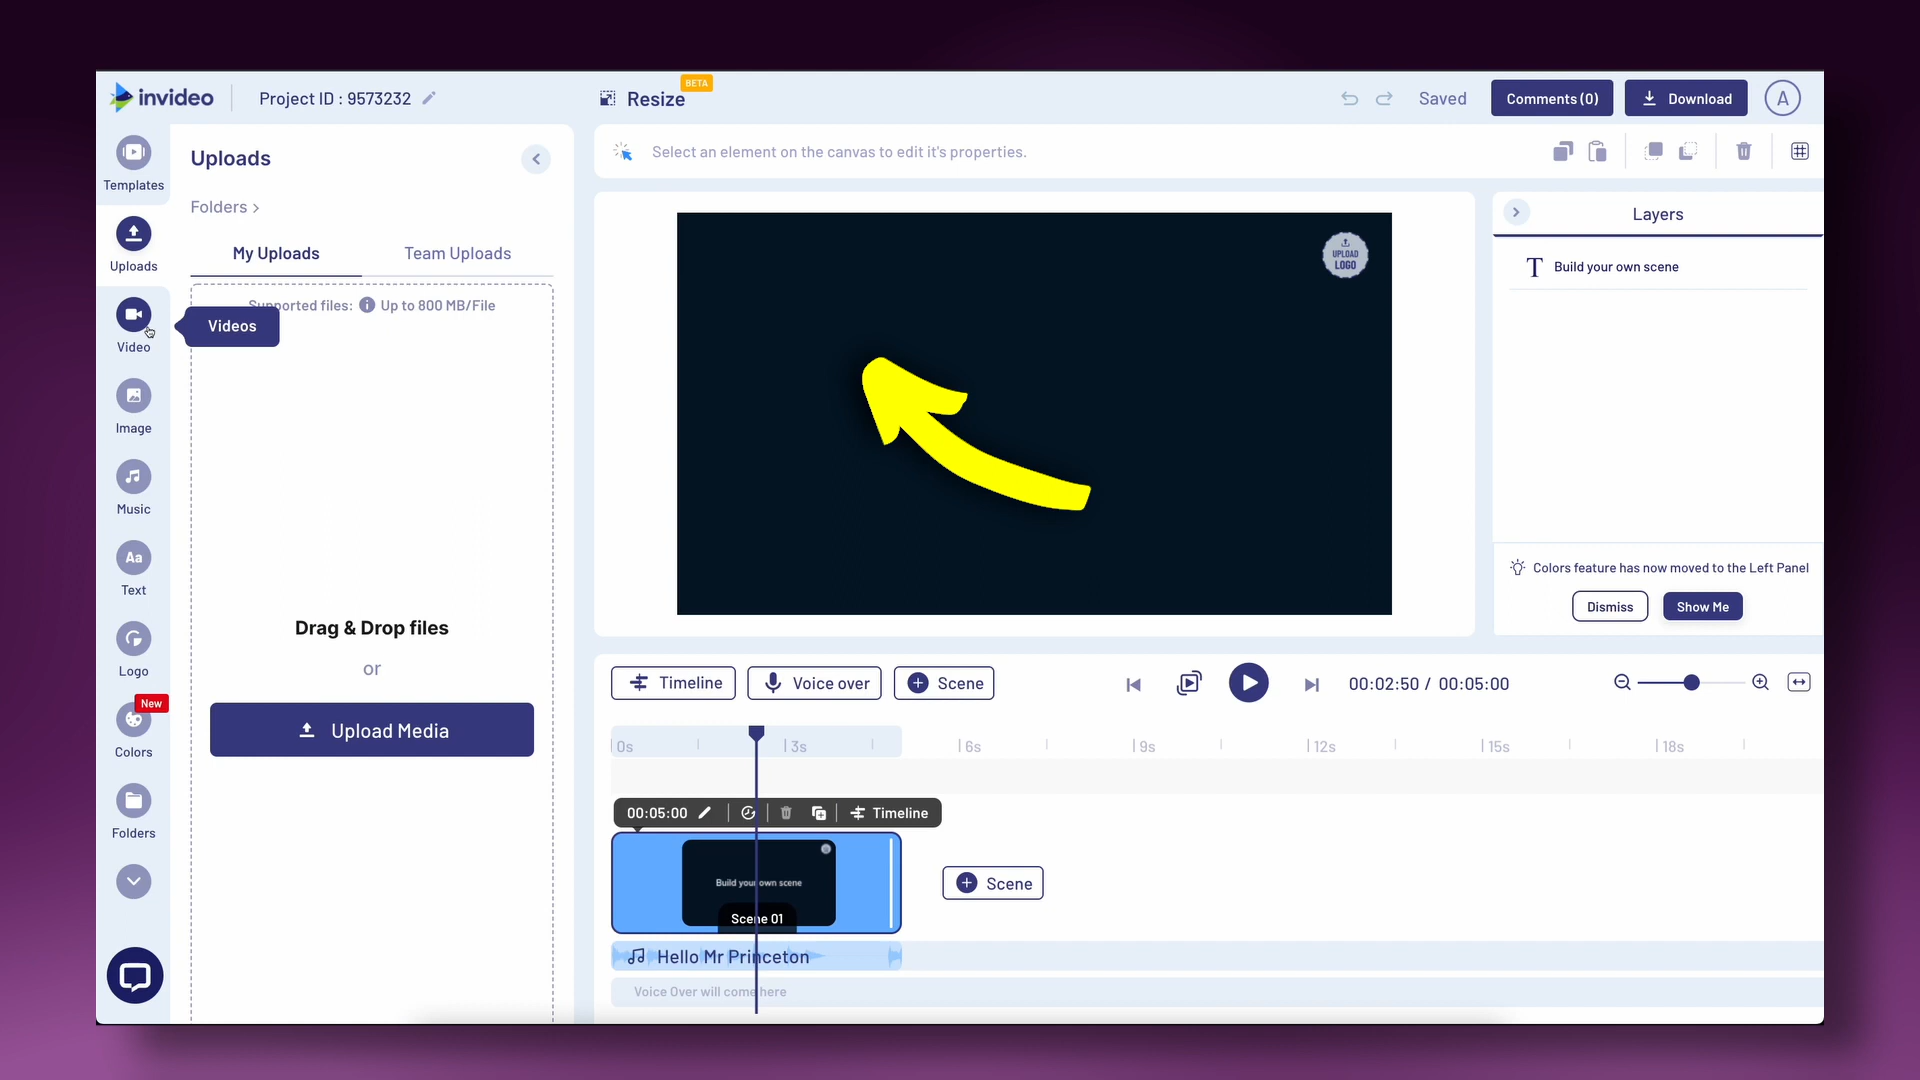 invideo
Project ID : 9573232
Resize
BETA
Saved
Comments (0)
Download
A
Templates
Uploads
Video
Image
Music
Aa
Text
Logo
New
Colors
Folders
Uploads
Folders >
My Uploads
Team Uploads
Supported files: i Up to 800 MB/File
Videos
Drag & Drop files
or
Upload Media
Select an element on the canvas to edit it's properties.
UPLOAD
LOGO
Layers
T Build your own scene
Colors feature has now moved to the Left Panel
Dismiss
Show Me
Timeline
Voice over
Scene
00:02:50 / 00:05:00
0s
3s
6s
9s
12s
15s
18s
00:05:00
Timeline
Build your own scene
Scene 01
Scene
Hello Mr Princeton
Voice Over will come here